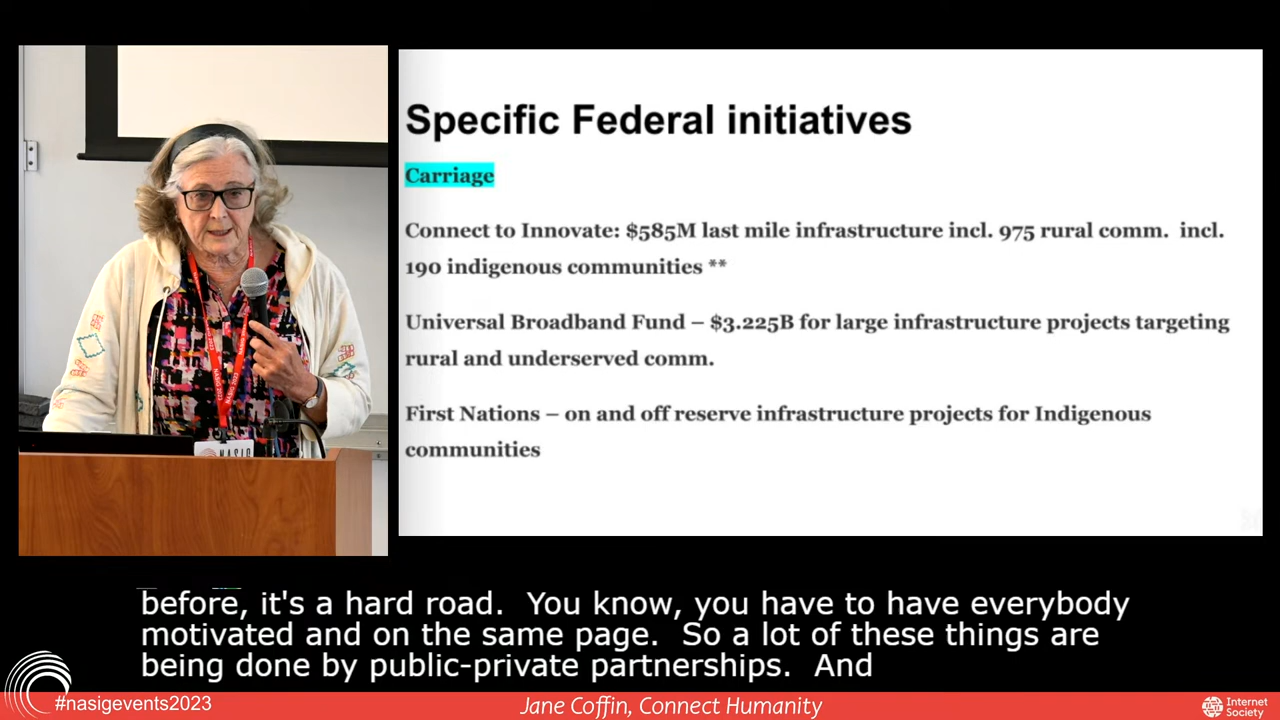 Specific Federal initiatives
Carriage
Connect to Innovate: $585M last mile infrastructure incl. 975 rural comm.  incl.
190 indigenous communities **
Universal Broadband Fund – $3.225B for large infrastructure projects targeting
rural and underserved comm.
First Nations – on and off reserve infrastructure projects for Indigenous
communities
before, it's a hard road.  You know, you have to have everybody
motivated and on the same page.  So a lot of these things are
being done by public-private partnerships.  And
#nasigevents2023
Jane Coffin, Connect Humanity
Internet
Society